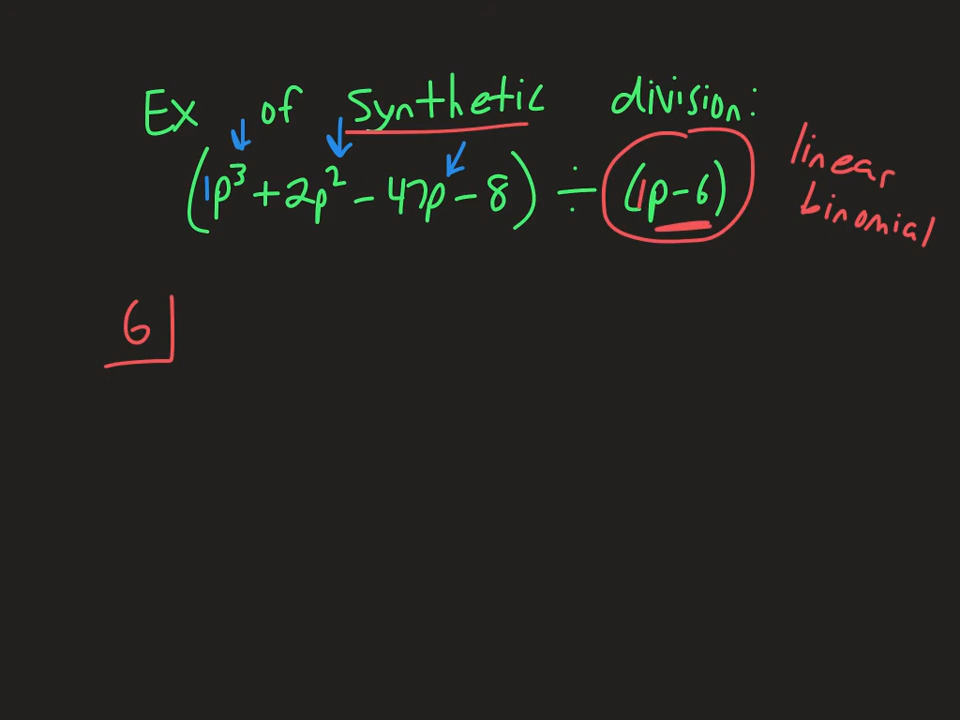 Ex of Synthetic division:
(1p³ + 2p² - 47p - 8) ÷ (1p - 6)
linear
binomial
6